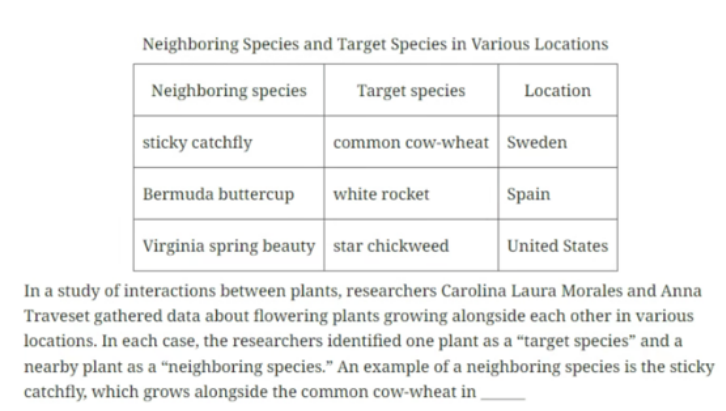 Neighboring Species and Target Species in Various Locations
Neighboring species Target species Location
sticky catchfly common cow-wheat Sweden
Bermuda buttercup white rocket Spain
Virginia spring beauty star chickweed United States
In a study of interactions between plants, researchers Carolina Laura Morales and Anna
Traveset gathered data about flowering plants growing alongside each other in various
locations. In each case, the researchers identified one plant as a “target species” and a
nearby plant as a “neighboring species.” An example of a neighboring species is the sticky
catchfly, which grows alongside the common cow-wheat in _____